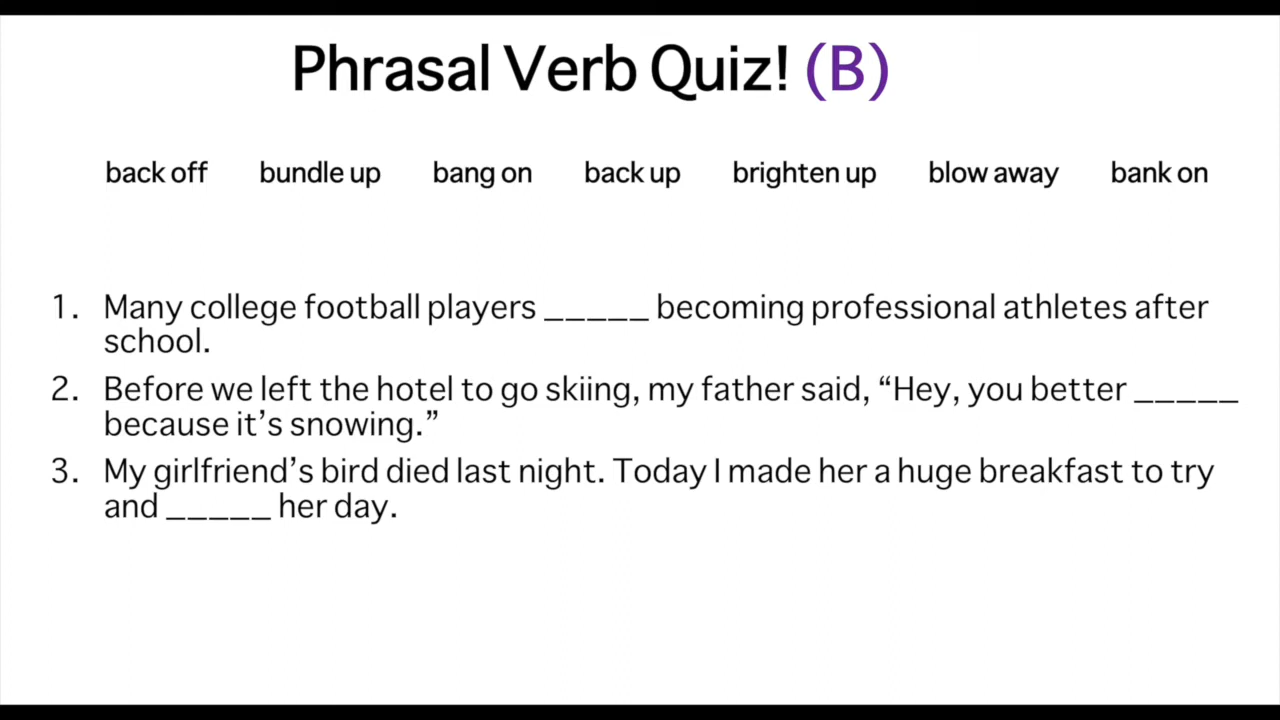 Phrasal Verb Quiz! (B)
back off bundle up bang on back up brighten up blow away bank on
1. Many college football players _____ becoming professional athletes after
school.
2. Before we left the hotel to go skiing, my father said, “Hey, you better _____
because it’s snowing.”
3. My girlfriend’s bird died last night. Today I made her a huge breakfast to try
and _____ her day.